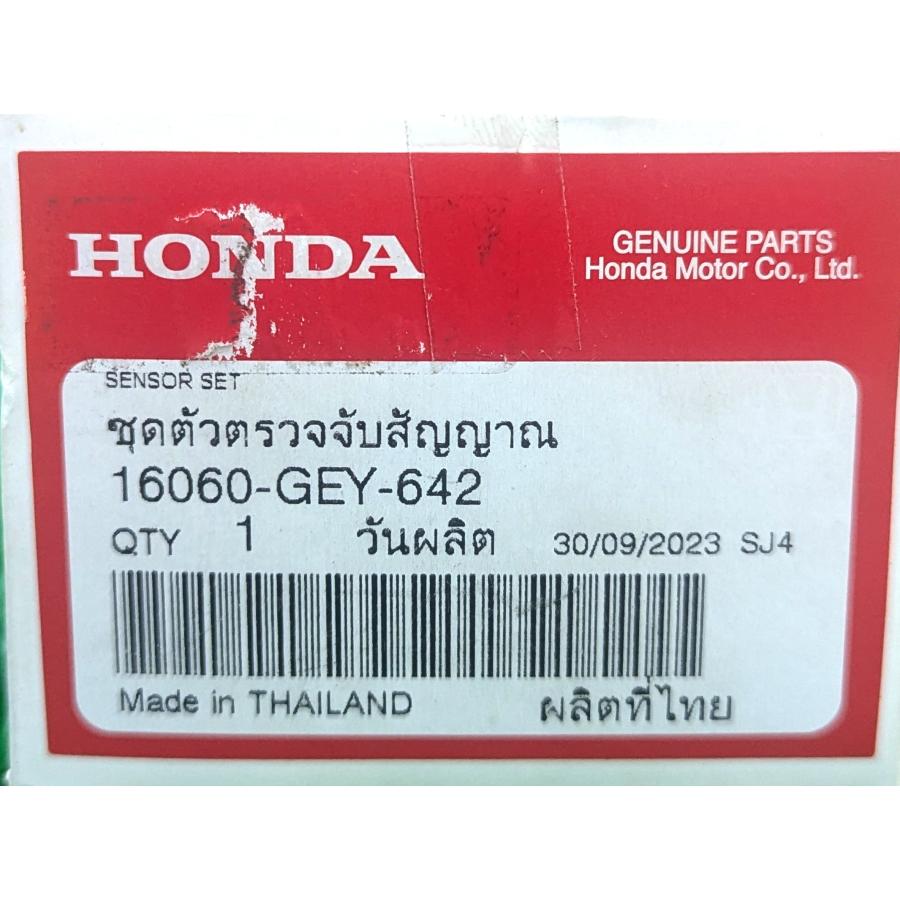 HONDA
GENUINE PARTS
Honda Motor Co., Ltd.
SENSOR SET
ชุดตัวตรวจจับสัญญาณ
16060-GEY-642
QTY 1 วันผลิต 30/09/2023 SJ4
Made in THAILAND ผลิตที่ไทย